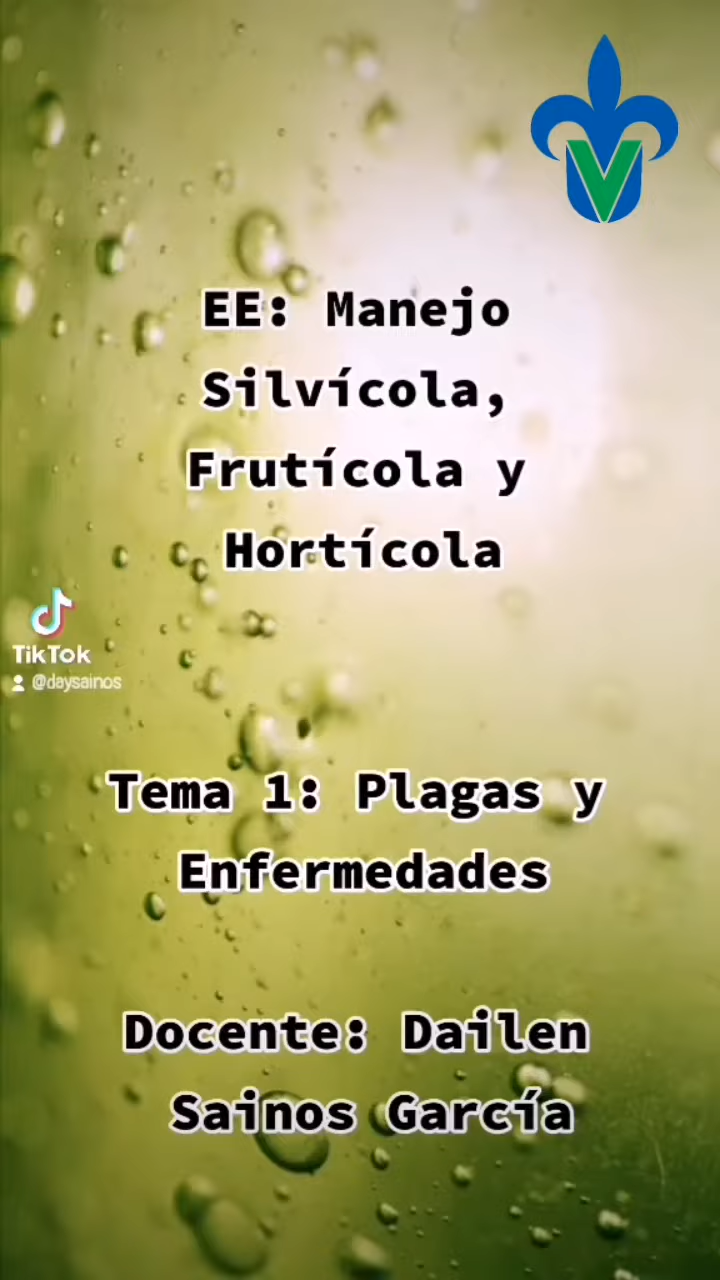 EE: Manejo
Silvícola,
Frutícola y
Hortícola
TikTok
@daysainos
Tema 1: Plagas y
Enfermedades
Docente: Dailen
Sainos García